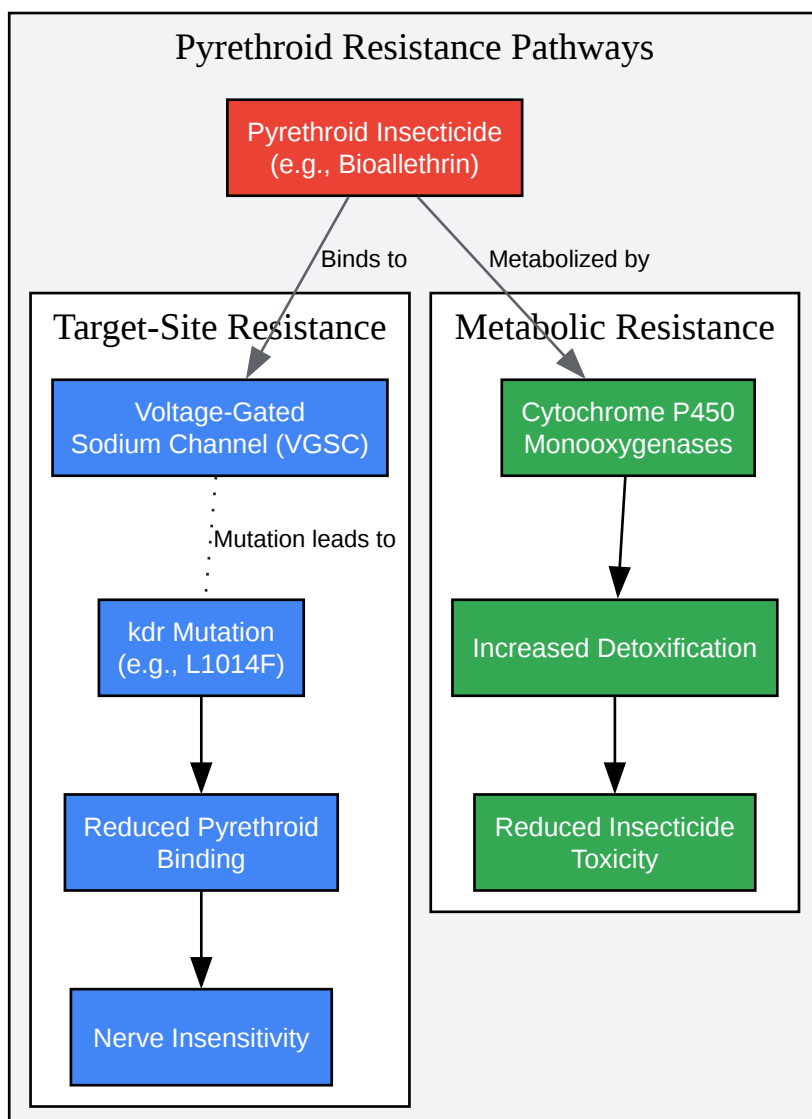 Pyrethroid Resistance Pathways
Pyrethroid Insecticide
(e.g., Bioallethrin)
Binds to
Metabolized by
Target-Site Resistance
Voltage-Gated
Sodium Channel (VGSC)
Mutation leads to
kdr Mutation
(e.g., L1014F)
Reduced Pyrethroid
Binding
Nerve Insensitivity
Metabolic Resistance
Cytochrome P450
Monooxygenases
Increased Detoxification
Reduced Insecticide
Toxicity